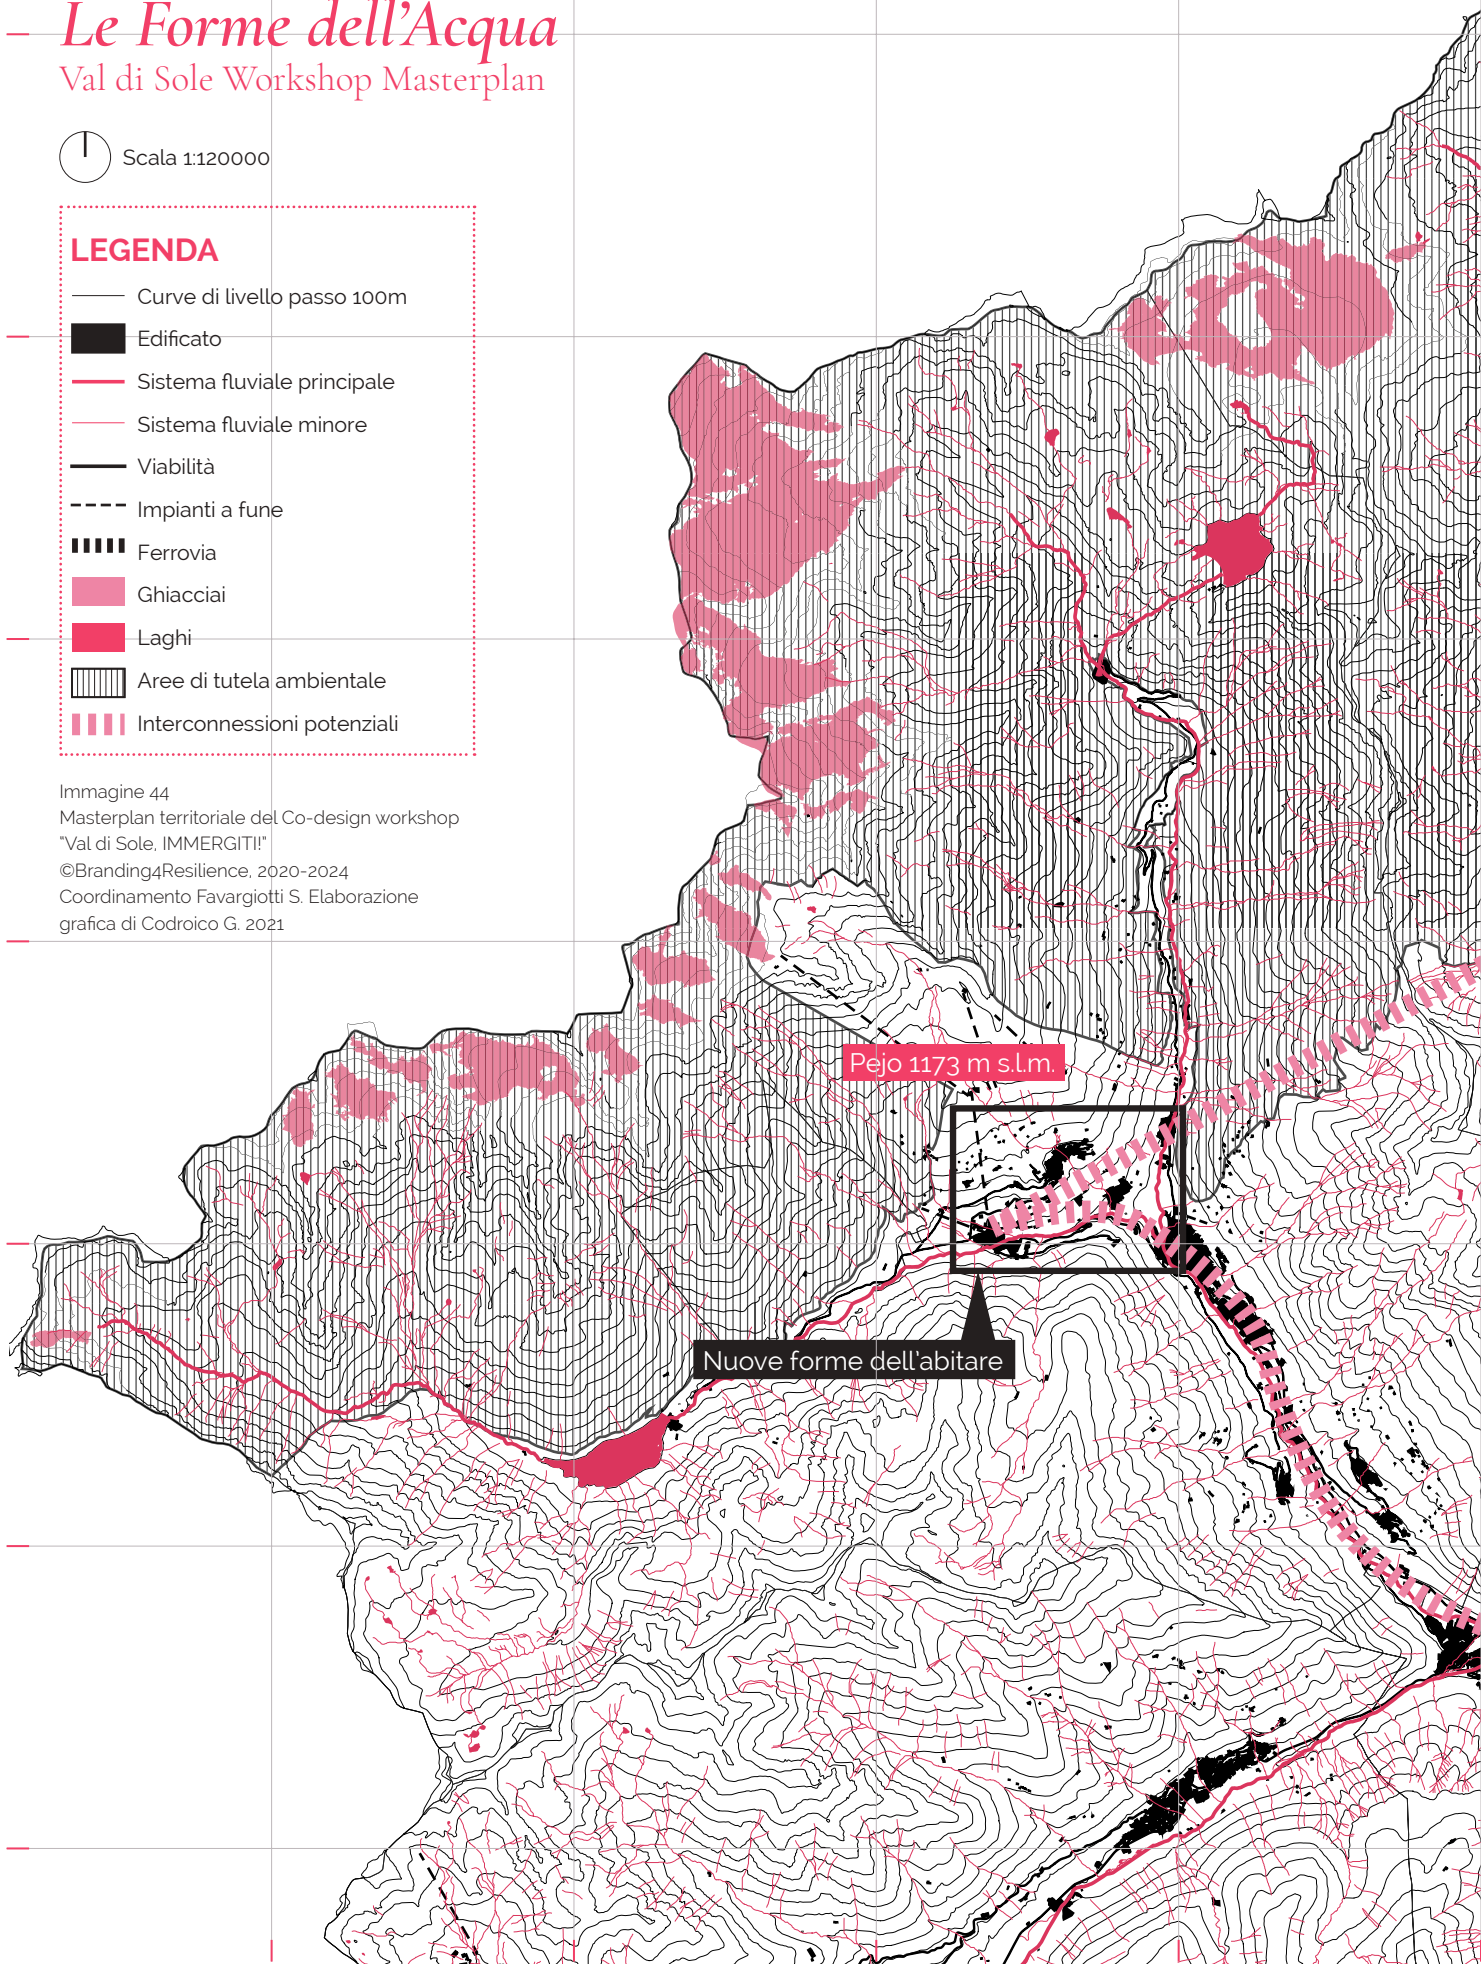 Le Forme dell'Acqua
Val di Sole Workshop Masterplan
Scala 1:120000
LEGENDA
Curve di livello passo 100m
Edificato
Sistema fluviale principale
Sistema fluviale minore
Viabilità
Impianti a fune
Ferrovia
Ghiacciai
Laghi
Aree di tutela ambientale
Interconnessioni potenziali
Immagine 44
Masterplan territoriale del Co-design workshop
"Val di Sole, IMMERGITI!"
©Branding4Resilience, 2020-2024
Coordinamento Favargiotti S. Elaborazione
grafica di Codroico G. 2021
Pejo 1173 m s.l.m.
Nuove forme dell'abitare